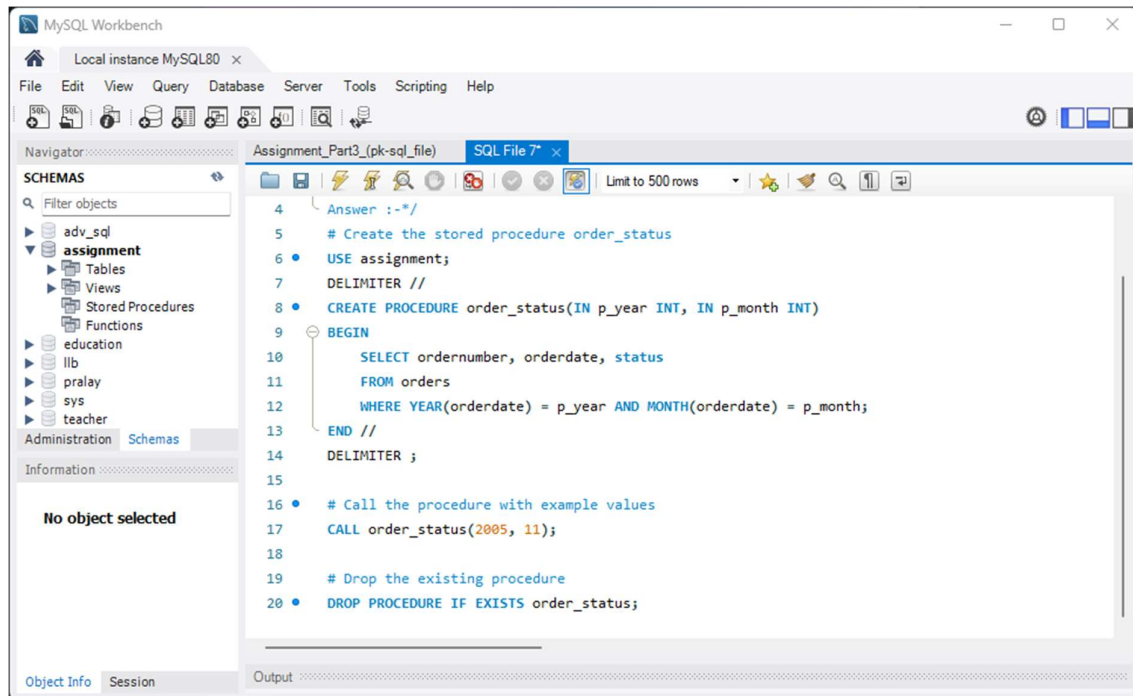 MySQL Workbench
Local instance MySQL80
File Edit View Query Database Server Tools Scripting Help
Navigator
SCHEMAS
Filter objects
adv_sql
assignment
Tables
Views
Stored Procedures
Functions
education
llb
pralay
sys
teacher
Administration Schemas
Information
No object selected
Object Info Session
Assignment_Part3_(pk-sql_file) SQL File 7*
Limit to 500 rows
4 Answer :-*/
5 # Create the stored procedure order_status
6 USE assignment;
7 DELIMITER //
8 CREATE PROCEDURE order_status(IN p_year INT, IN p_month INT)
9 BEGIN
10 SELECT ordernumber, orderdate, status
11 FROM orders
12 WHERE YEAR(orderdate) = p_year AND MONTH(orderdate) = p_month;
13 END //
14 DELIMITER ;
15
16 # Call the procedure with example values
17 CALL order_status(2005, 11);
18
19 # Drop the existing procedure
20 DROP PROCEDURE IF EXISTS order_status;
Output